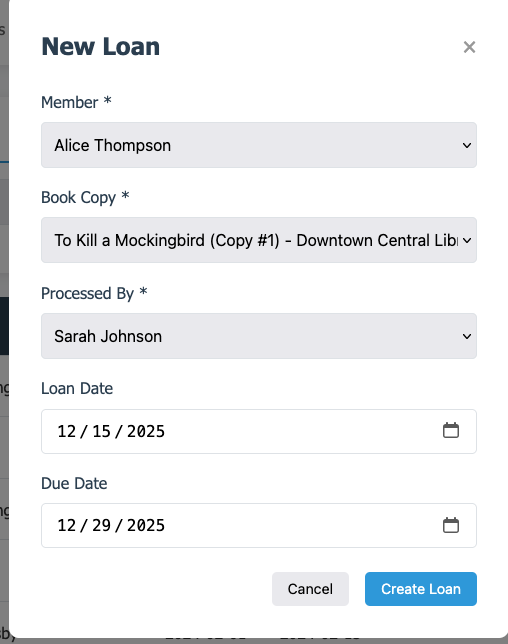 New Loan
×
Member *
Alice Thompson
Book Copy *
To Kill a Mockingbird (Copy #1) - Downtown Central Lib
Processed By *
Sarah Johnson
Loan Date
12/15/2025
Due Date
12/29/2025
Cancel
Create Loan